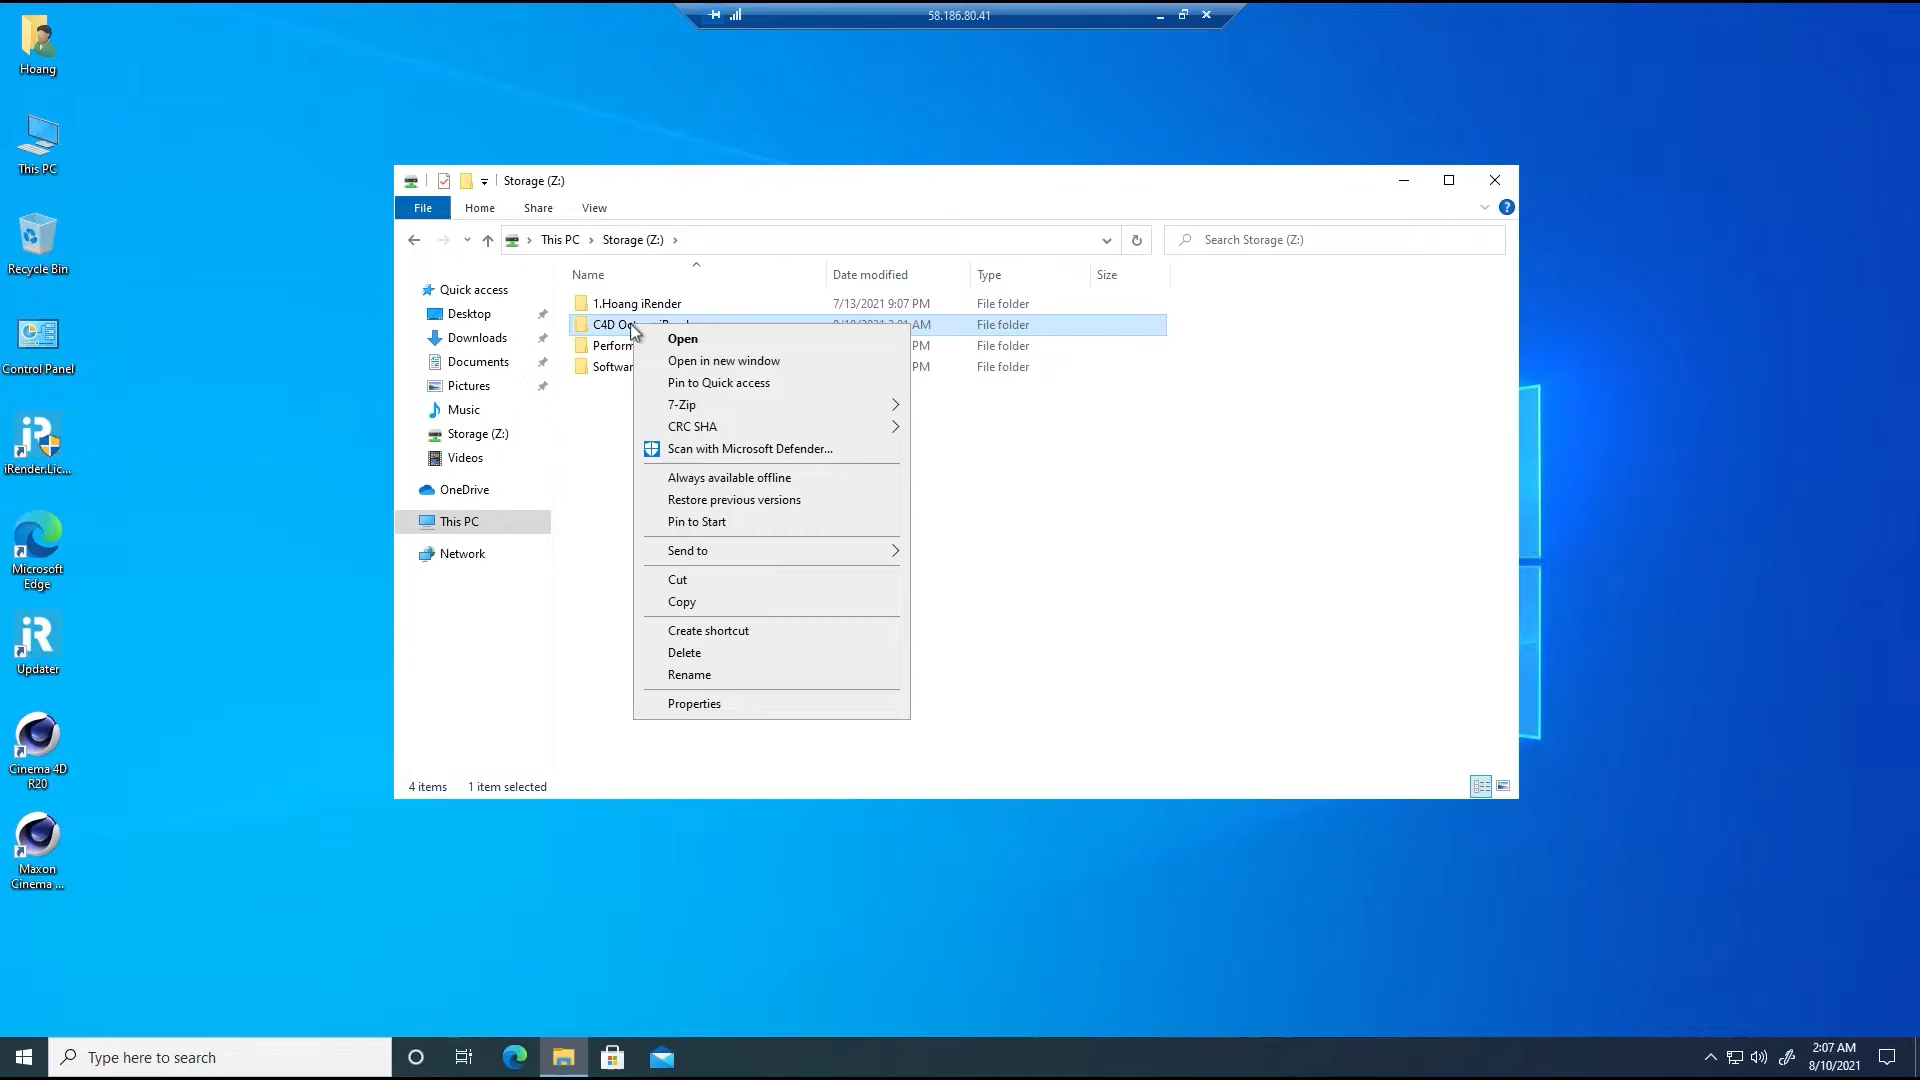 58.186.80.41
Hoang
This PC
Recycle Bin
Control Panel
iRender.Lic...
Microsoft
Edge
Updater
Cinema 4D
R20
Maxon
Cinema ...
Storage (Z:)
File Home Share View
This PC Storage (Z:)
Search Storage (Z:)
Quick access
Desktop
Downloads
Documents
Pictures
Music
Storage (Z:)
Videos
OneDrive
This PC
Network
Name Date modified Type Size
1.Hoang iRender 7/13/2021 9:07 PM File folder
C4D AM File folder
PM File folder
PM File folder
Open
Open in new window
Pin to Quick access
7-Zip
CRC SHA
Scan with Microsoft Defender...
Always available offline
Restore previous versions
Pin to Start
Send to
Cut
Copy
Create shortcut
Delete
Rename
Properties
4 items 1 item selected
Type here to search
2:07 AM
8/10/2021